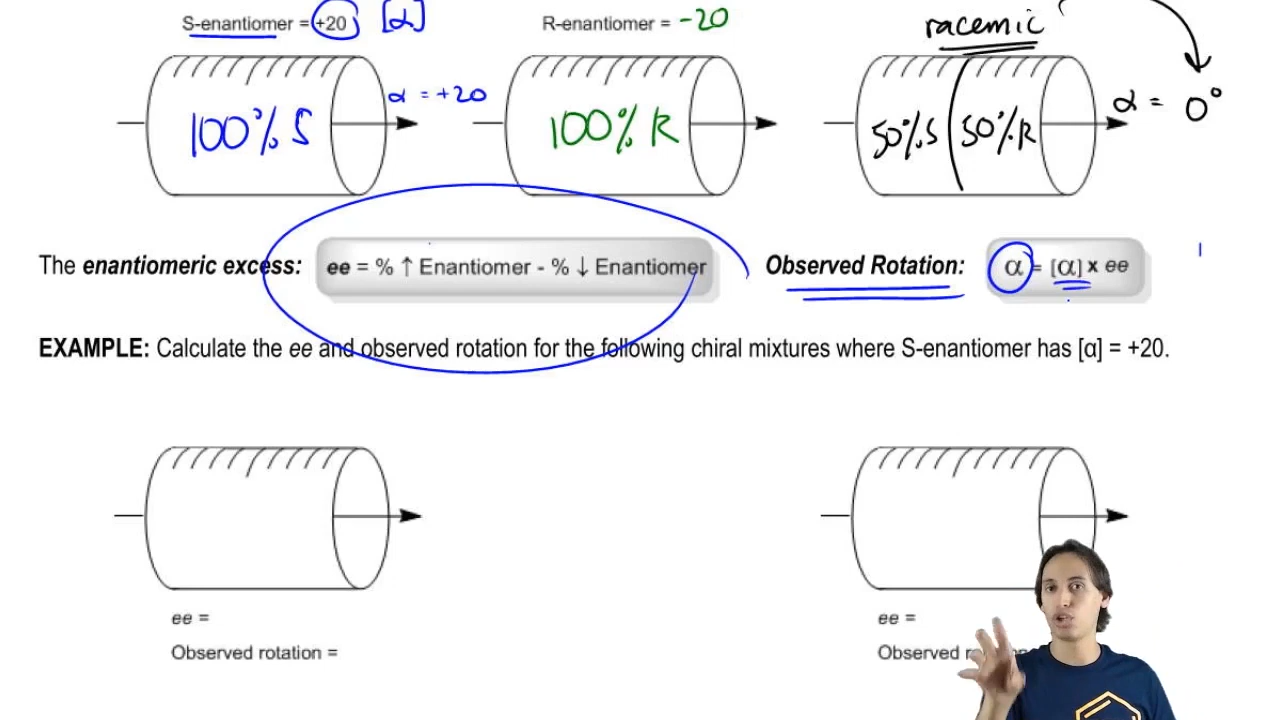 S-enantiomer = +20 [α]
R-enantiomer = -20
racemic
100% S
α = +20
100% R
50% S
50% R
α = 0°
The enantiomeric excess: ee = % ↑ Enantiomer - % ↓ Enantiomer
Observed Rotation: α = [α] x ee
EXAMPLE: Calculate the ee and observed rotation for the following chiral mixtures where S-enantiomer has [α] = +20.
ee =
Observed rotation =
ee =
Observed